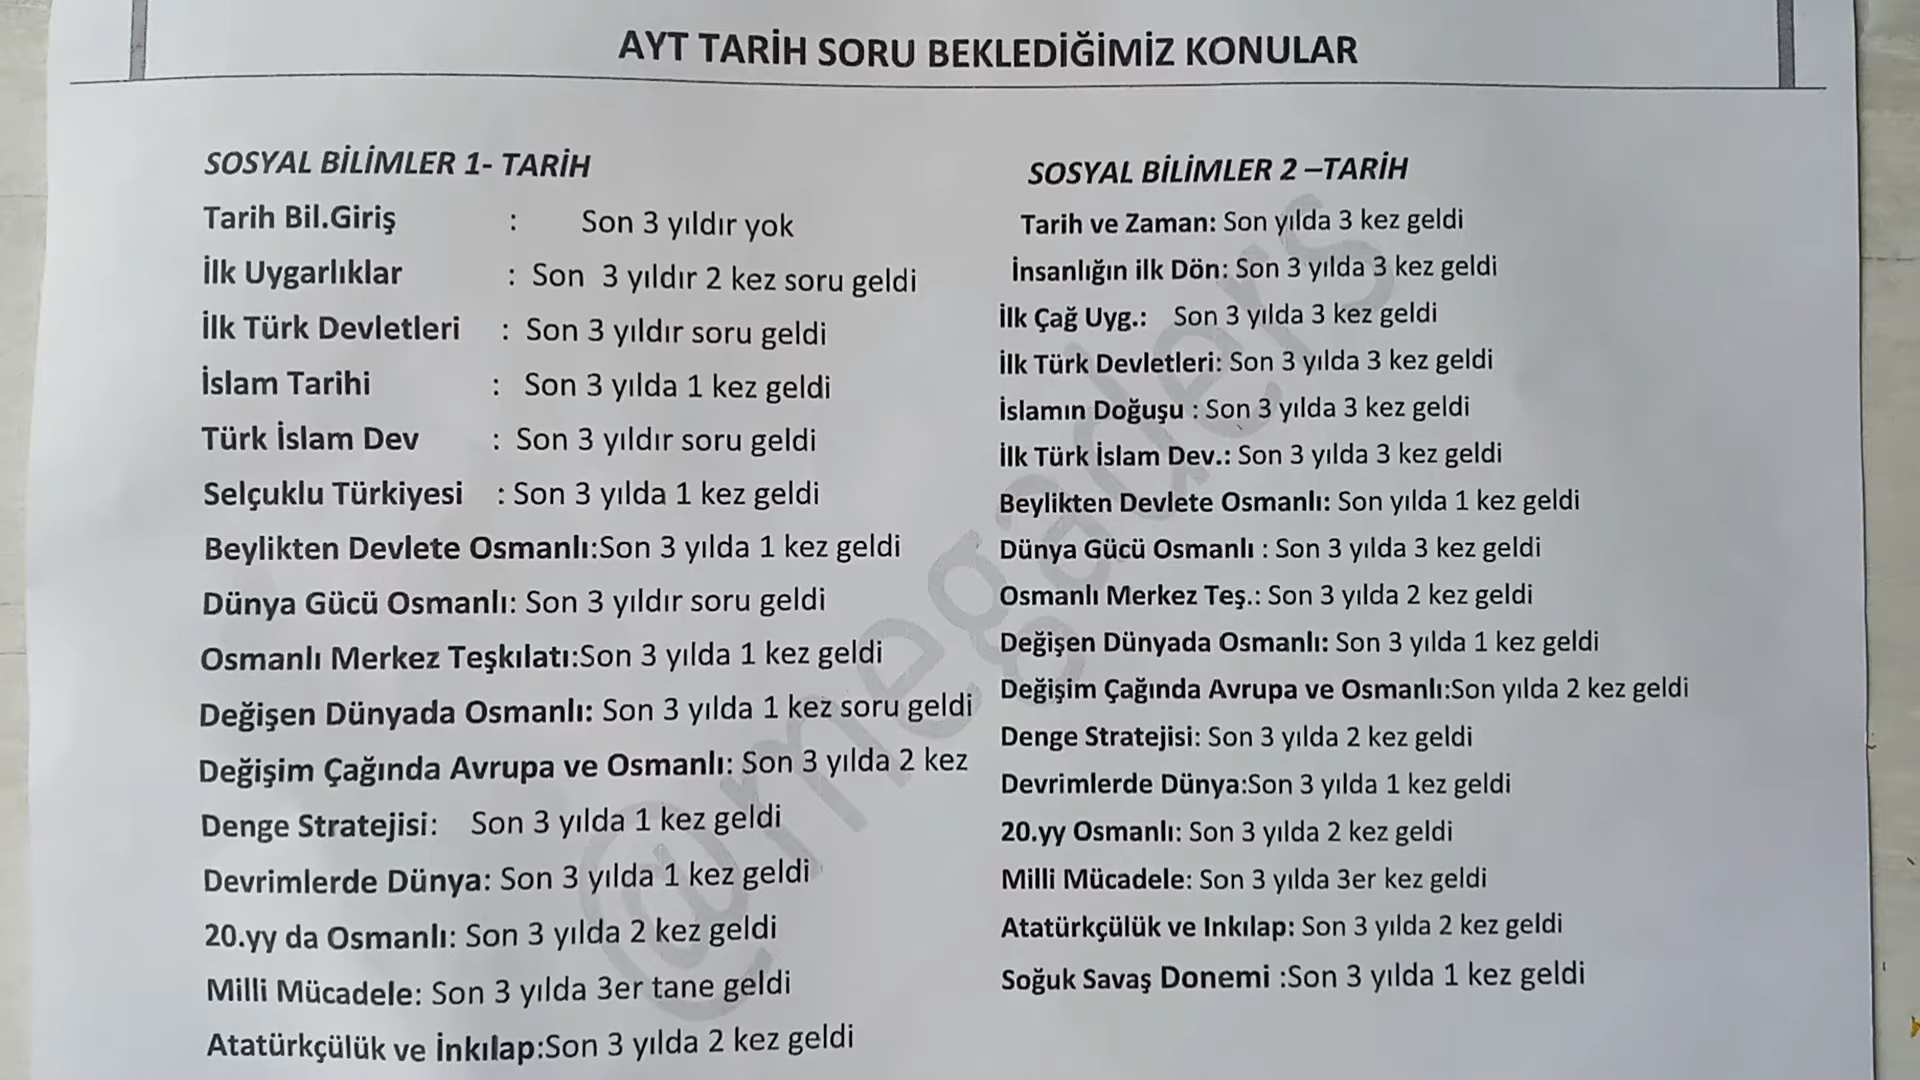 AYT TARİH SORU BEKLEDİĞİMİZ KONULAR
SOSYAL BİLİMLER 1- TARİH
Tarih Bil.Giriş : Son 3 yıldır yok
İlk Uygarlıklar : Son 3 yıldır 2 kez soru geldi
İlk Türk Devletleri : Son 3 yıldır soru geldi
İslam Tarihi : Son 3 yılda 1 kez geldi
Türk İslam Dev : Son 3 yıldır soru geldi
Selçuklu Türkiyesi : Son 3 yılda 1 kez geldi
Beylikten Devlete Osmanlı:Son 3 yılda 1 kez geldi
Dünya Gücü Osmanlı: Son 3 yıldır soru geldi
Osmanlı Merkez Teşkılatı:Son 3 yılda 1 kez geldi
Değişen Dünyada Osmanlı: Son 3 yılda 1 kez soru geldi
Değişim Çağında Avrupa ve Osmanlı: Son 3 yılda 2 kez
Denge Stratejisi: Son 3 yılda 1 kez geldi
Devrimlerde Dünya: Son 3 yılda 1 kez geldi
20.yy da Osmanlı: Son 3 yılda 2 kez geldi
Milli Mücadele: Son 3 yılda 3er tane geldi
Atatürkçülük ve İnkılap:Son 3 yılda 2 kez geldi
SOSYAL BİLİMLER 2 –TARİH
Tarih ve Zaman: Son yılda 3 kez geldi
İnsanlığın ilk Dön: Son 3 yılda 3 kez geldi
İlk Çağ Uyg.: Son 3 yılda 3 kez geldi
İlk Türk Devletleri: Son 3 yılda 3 kez geldi
İslamın Doğuşu : Son 3 yılda 3 kez geldi
İlk Türk İslam Dev.: Son 3 yılda 3 kez geldi
Beylikten Devlete Osmanlı: Son yılda 1 kez geldi
Dünya Gücü Osmanlı : Son 3 yılda 3 kez geldi
Osmanlı Merkez Teş.: Son 3 yılda 2 kez geldi
Değişen Dünyada Osmanlı: Son 3 yılda 1 kez geldi
Değişim Çağında Avrupa ve Osmanlı:Son yılda 2 kez geldi
Denge Stratejisi: Son 3 yılda 2 kez geldi
Devrimlerde Dünya:Son 3 yılda 1 kez geldi
20.yy Osmanlı: Son 3 yılda 2 kez geldi
Milli Mücadele: Son 3 yılda 3er kez geldi
Atatürkçülük ve Inkılap: Son 3 yılda 2 kez geldi
Soğuk Savaş Donemi :Son 3 yılda 1 kez geldi
@megaders